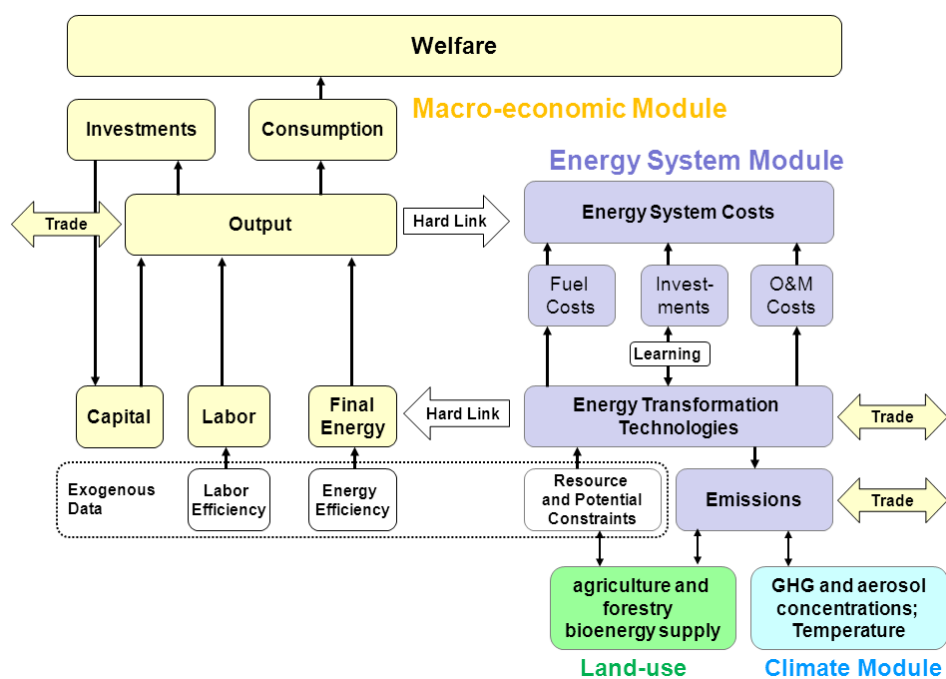 Welfare
Macro-economic Module
Investments
Consumption
Energy System Module
Trade
Output
Hard Link
Energy System Costs
Fuel
Costs
Invest-
ments
O&M
Costs
Learning
Capital
Labor
Final
Energy
Hard Link
Energy Transformation
Technologies
Trade
Exogenous
Data
Labor
Efficiency
Energy
Efficiency
Resource
and Potential
Constraints
Emissions
Trade
agriculture and
forestry
bioenergy supply
GHG and aerosol
concentrations;
Temperature
Land-use
Climate Module